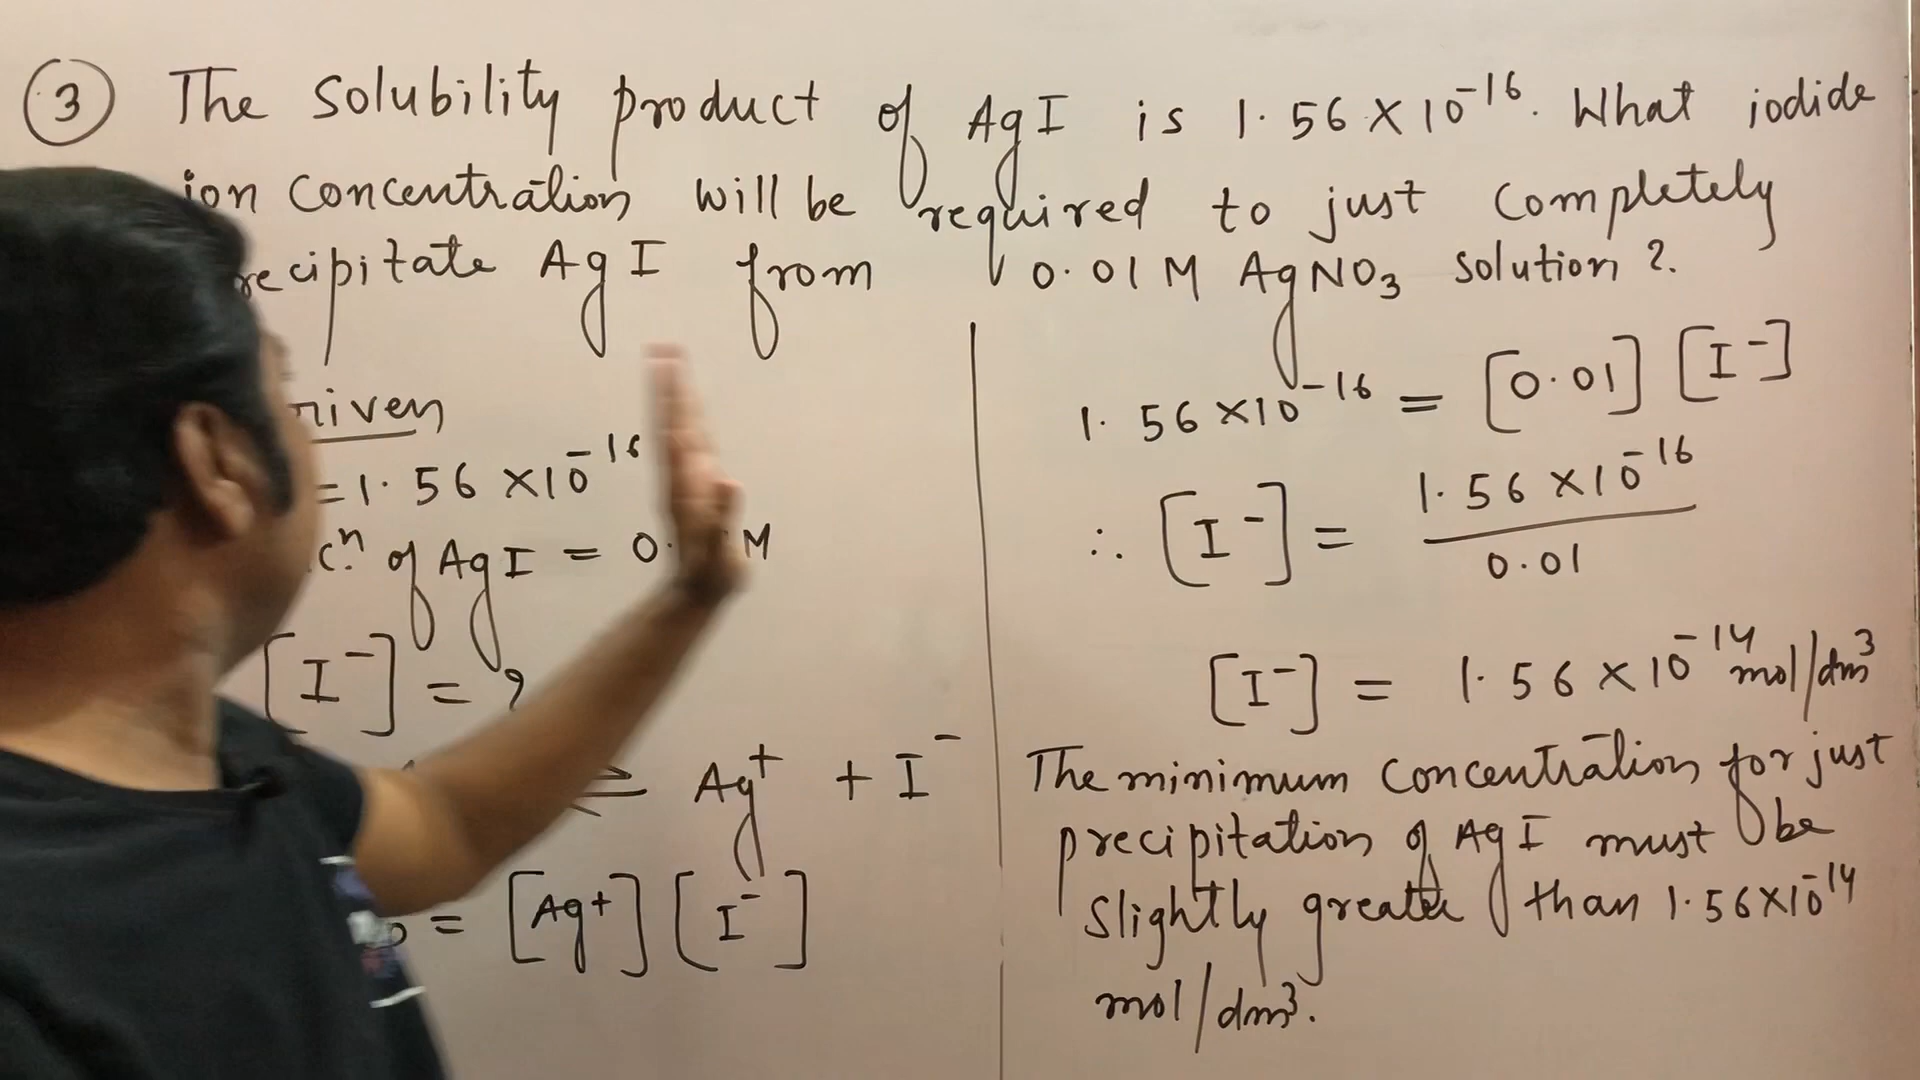 3 The solubility product of AgI is 1.56 × 10⁻¹⁶. What iodide
ion concentration will be required to just completely
recipitate AgI from 0.01 M AgNO₃ solution ?.
riven
= 1.56 × 10⁻¹⁶
cⁿ. of AgI = 0. M
[I⁻] = ?
⇌ Ag⁺ + I⁻
= [Ag⁺] [I⁻]
1.56 × 10⁻¹⁶ = [0.01] [I⁻]
∴ [I⁻] = 1.56 × 10⁻¹⁶
0.01
[I⁻] = 1.56 × 10⁻¹⁴ mol/dm³
The minimum concentration for just
precipitation of AgI must be
slightly greater than 1.56×10⁻¹⁴
mol/dm³.